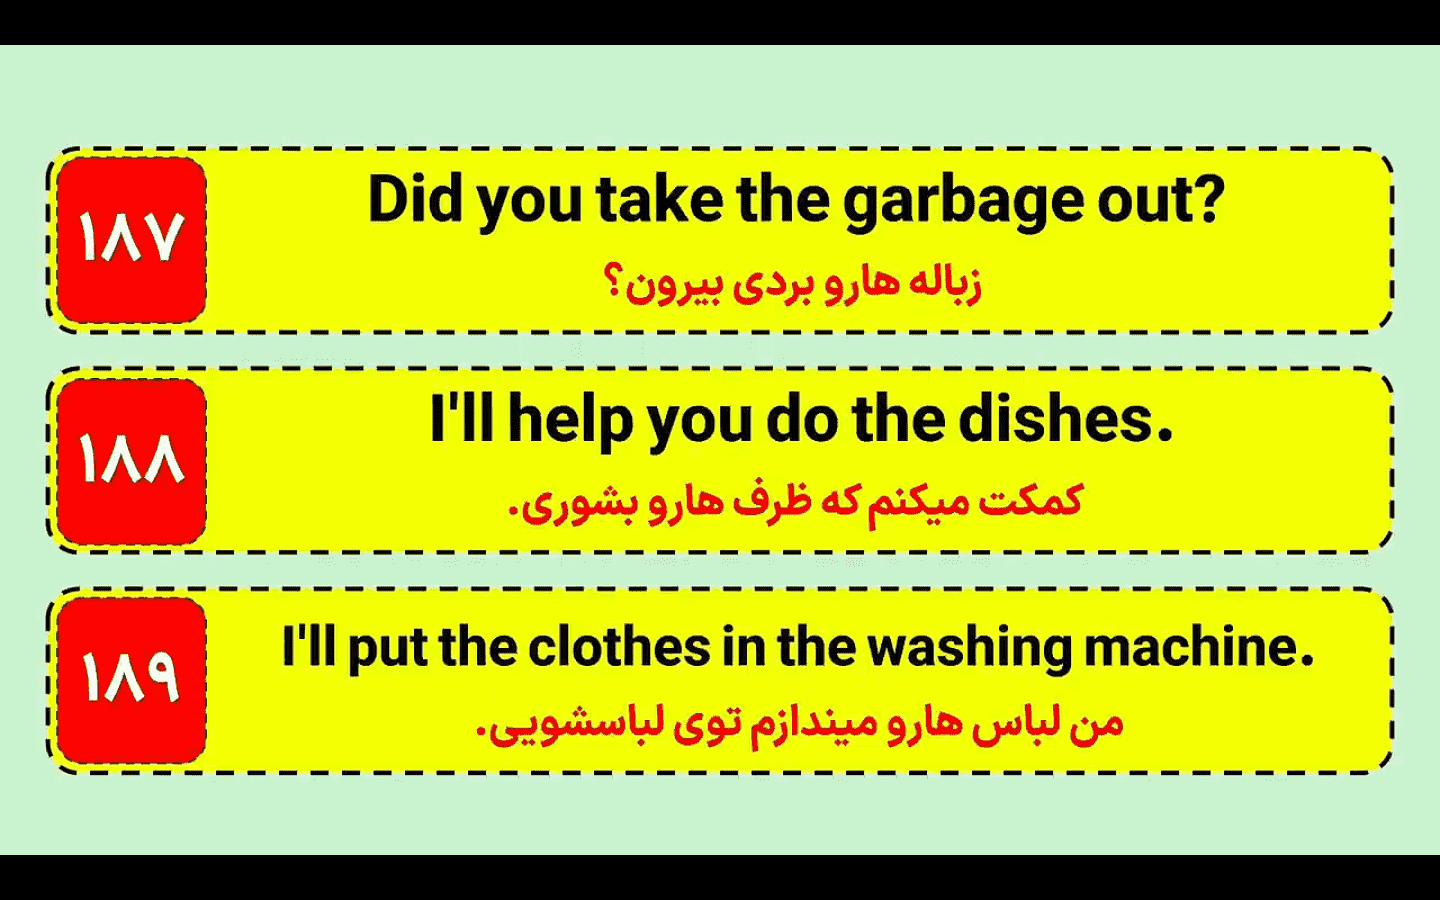 ۱۸۷
Did you take the garbage out?
زباله هارو بردی بیرون؟
۱۸۸
I'll help you do the dishes.
کمکت میکنم که ظرف هارو بشوری.
۱۸۹
I'll put the clothes in the washing machine.
من لباس هارو میندازم توی لباسشویی.